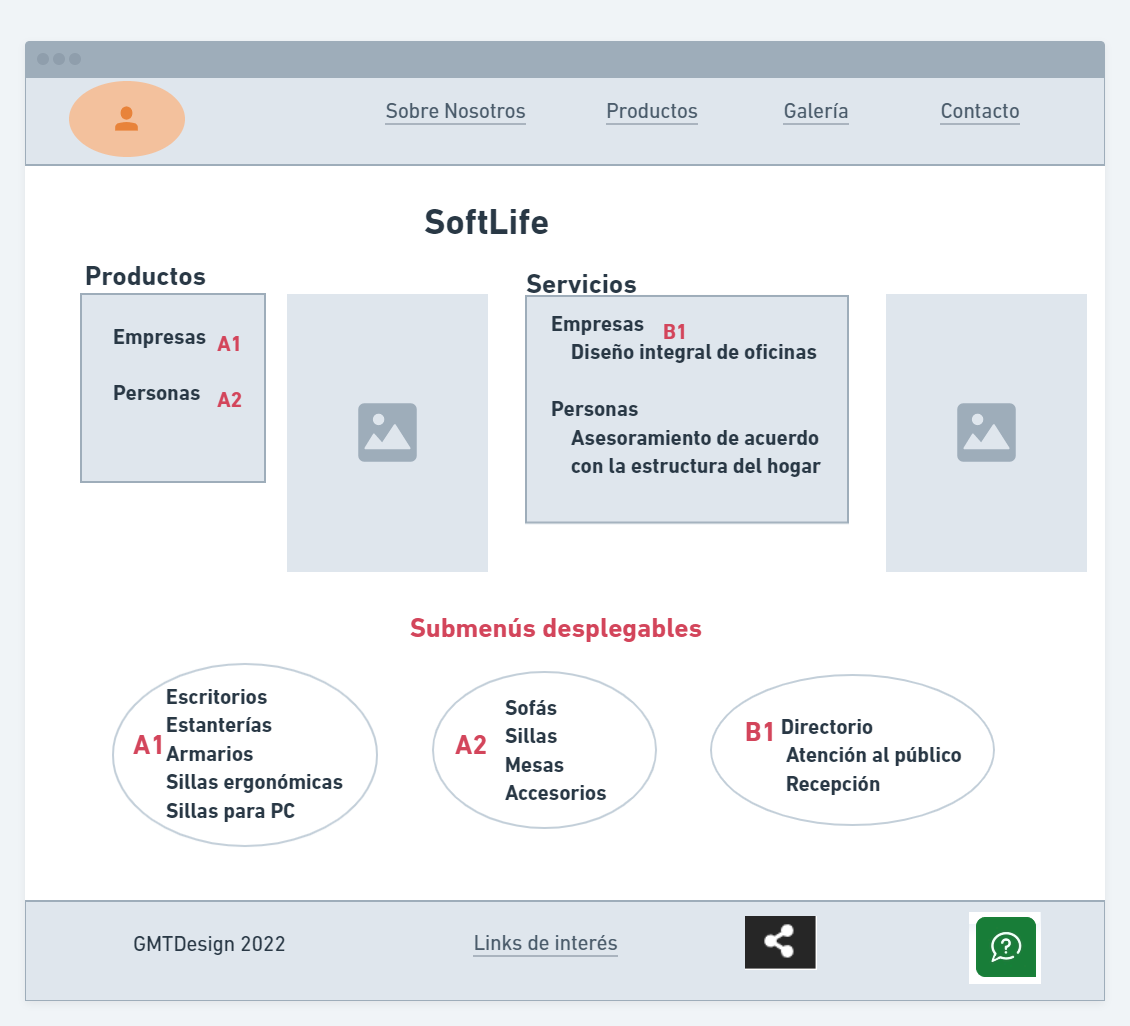 Sobre Nosotros
Productos
Galería
Contacto
SoftLife
Productos
Empresas A1
Personas A2
Servicios
Empresas B1
Diseño integral de oficinas
Personas
Asesoramiento de acuerdo
con la estructura del hogar
Submenús desplegables
A1
Escritorios
Estanterías
Armarios
Sillas ergonómicas
Sillas para PC
A2
Sofás
Sillas
Mesas
Accesorios
B1 Directorio
Atención al público
Recepción
GMTDesign 2022
Links de interés
?